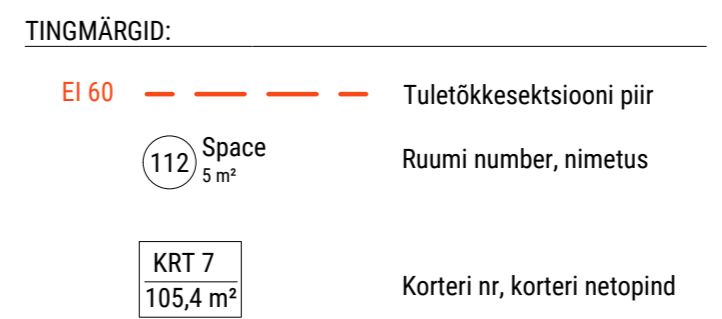 TINGMÄRGID:
EI 60 Tuletõkkesektsiooni piir
112 Space
5 m²
Ruumi number, nimetus
KRT 7
105,4 m²
Korteri nr, korteri netopind